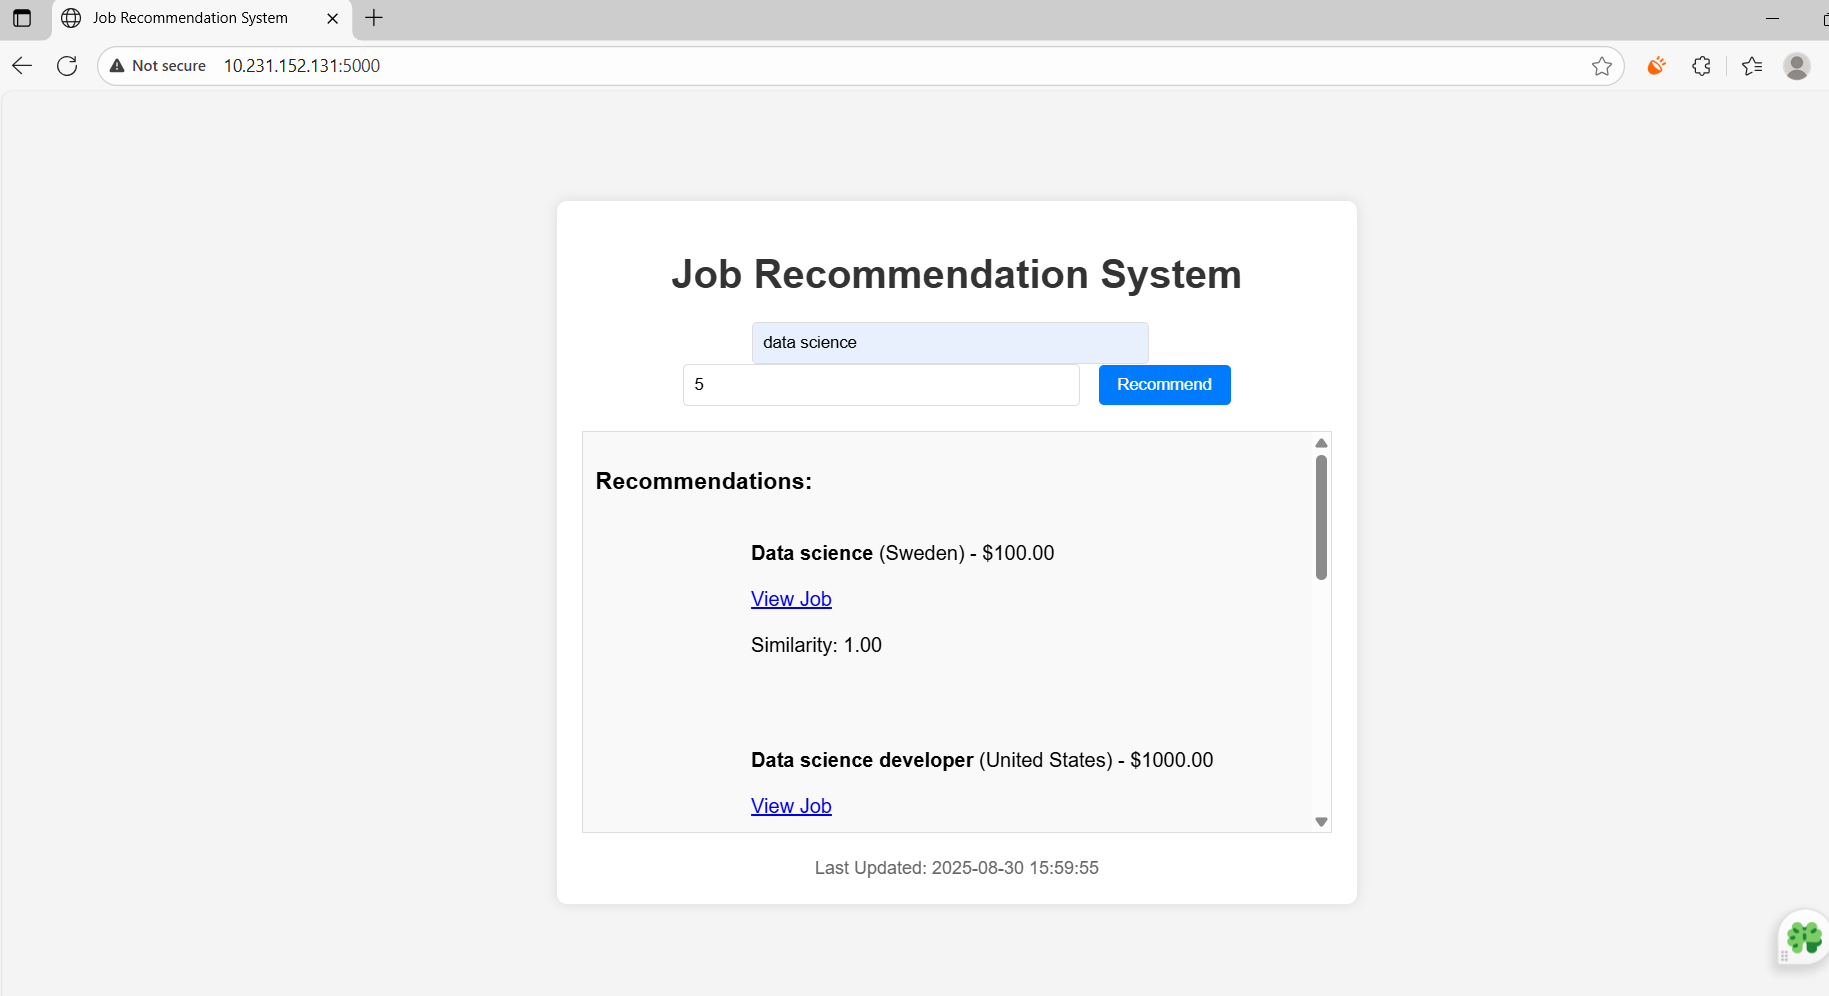 Job Recommendation System
Not secure 10.231.152.131:5000
Job Recommendation System
data science
5 Recommend
Recommendations:
Data science (Sweden) - $100.00
View Job
Similarity: 1.00
Data science developer (United States) - $1000.00
View Job
Last Updated: 2025-08-30 15:59:55